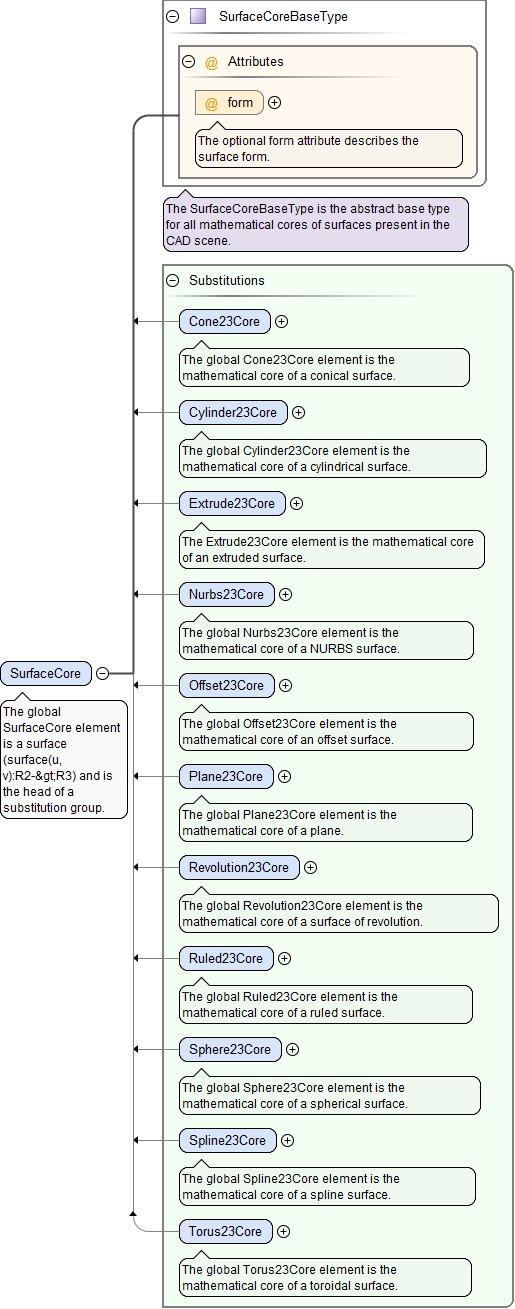 SurfaceCoreBaseType
@ Attributes
@ form
The optional form attribute describes the
surface form.
The SurfaceCoreBaseType is the abstract base type
for all mathematical cores of surfaces present in the
CAD scene.
Substitutions
Cone23Core
The global Cone23Core element is the
mathematical core of a conical surface.
Cylinder23Core
The global Cylinder23Core element is the
mathematical core of a cylindrical surface.
Extrude23Core
The Extrude23Core element is the mathematical core
of an extruded surface.
Nurbs23Core
The global Nurbs23Core element is the
mathematical core of a NURBS surface.
SurfaceCore
The global
SurfaceCore element
is a surface
(surface(u,
v):R2-&gt;R3) and is
the head of a
substitution group.
Offset23Core
The global Offset23Core element is the
mathematical core of an offset surface.
Plane23Core
The global Plane23Core element is the
mathematical core of a plane.
Revolution23Core
The global Revolution23Core element is the
mathematical core of a surface of revolution.
Ruled23Core
The global Ruled23Core element is the
mathematical core of a ruled surface.
Sphere23Core
The global Sphere23Core element is the
mathematical core of a spherical surface.
Spline23Core
The global Spline23Core element is the
mathematical core of a spline surface.
Torus23Core
The global Torus23Core element is the
mathematical core of a toroidal surface.